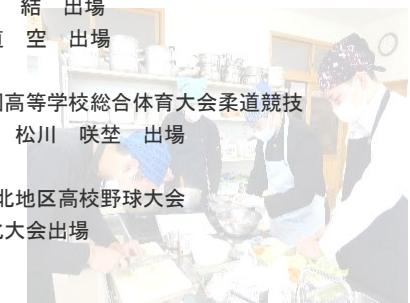 結　出場
空　出場
高等学校総合体育大会柔道競技
松川　咲埜　出場
北地区高校野球大会
大会出場